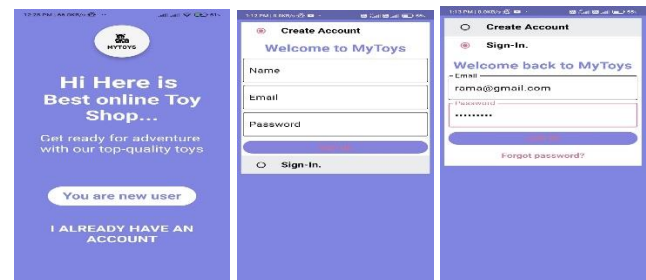 MYTOYS
Hi Here is
Best online Toy
Shop...
Get ready for adventure
with our top-quality toys
You are new user
I ALREADY HAVE AN
ACCOUNT
Create Account
Welcome to MyToys
Name
Email
Password
Sign-In.
Create Account
Sign-In.
Welcome back to MyToys
Email
rama@gmail.com
Password
Forgot password?